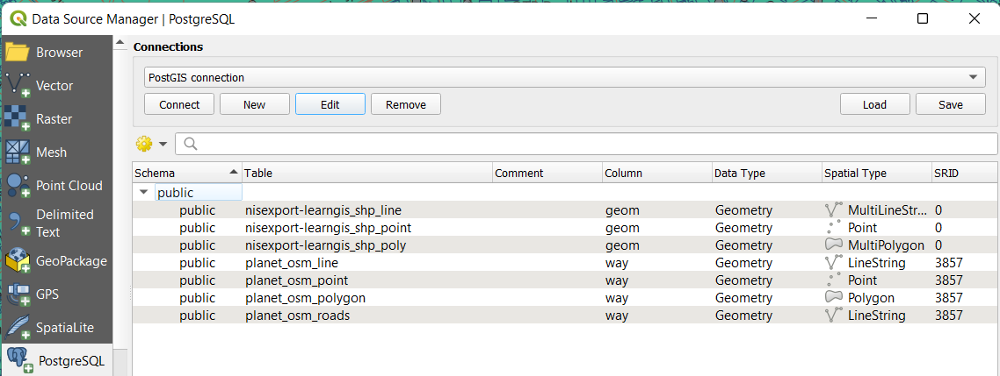 Data Source Manager | PostgreSQL
Browser
Vector
Raster
Mesh
Point Cloud
Delimited
Text
GeoPackage
GPS
SpatiaLite
PostgreSQL
Connections
PostGIS connection
Connect New Edit Remove Load Save
Schema Table Comment Column Data Type Spatial Type SRID
public
public nisexport-learngis_shp_line geom Geometry MultiLineStr... 0
public nisexport-learngis_shp_point geom Geometry Point 0
public nisexport-learngis_shp_poly geom Geometry MultiPolygon 0
public planet_osm_line way Geometry LineString 3857
public planet_osm_point way Geometry Point 3857
public planet_osm_polygon way Geometry Polygon 3857
public planet_osm_roads way Geometry LineString 3857